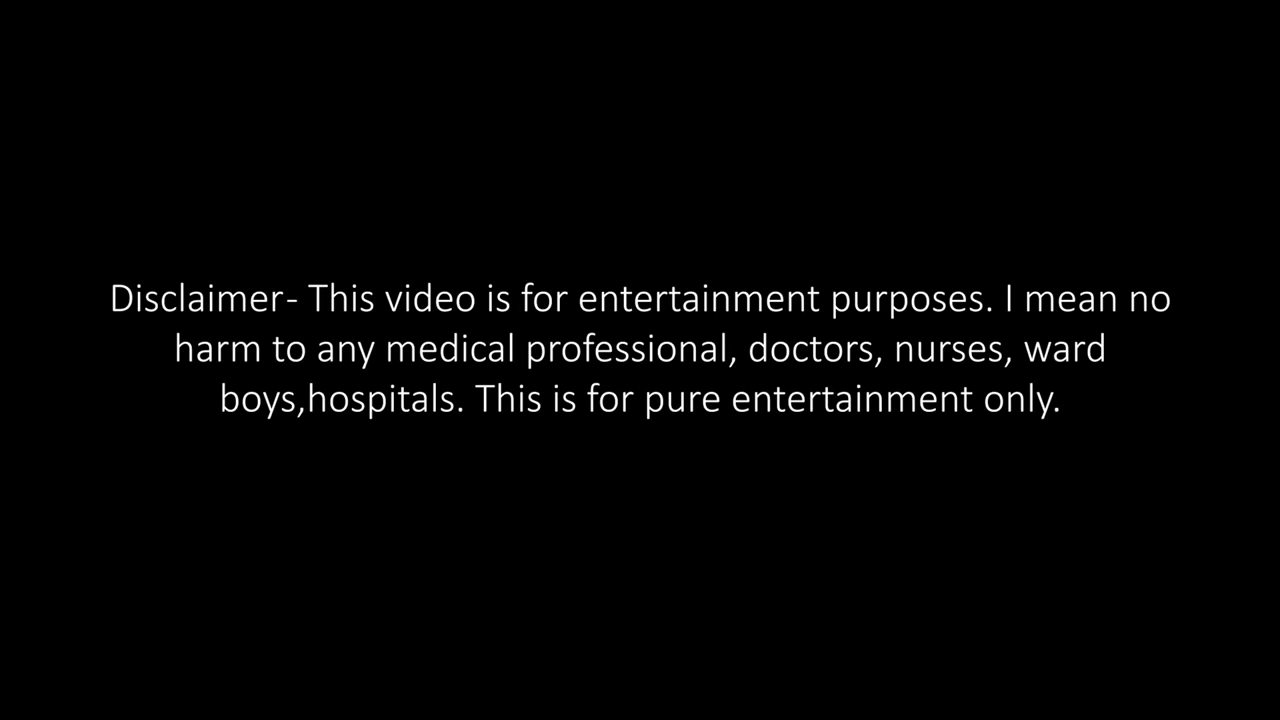 Disclaimer- This video is for entertainment purposes. I mean no
harm to any medical professional, doctors, nurses, ward
boys,hospitals. This is for pure entertainment only.